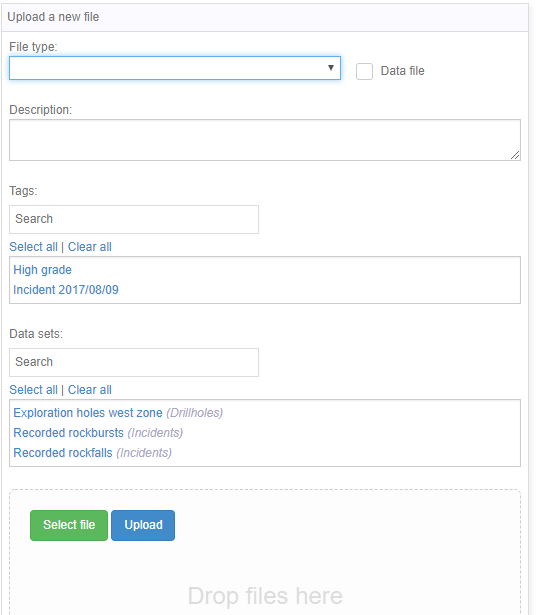 Upload a new file
File type:
Data file
Description:
Tags:
Search
Select all | Clear all
High grade
Incident 2017/08/09
Data sets:
Search
Select all | Clear all
Exploration holes west zone (Drillholes)
Recorded rockbursts (Incidents)
Recorded rockfalls (Incidents)
Select file Upload
Drop files here